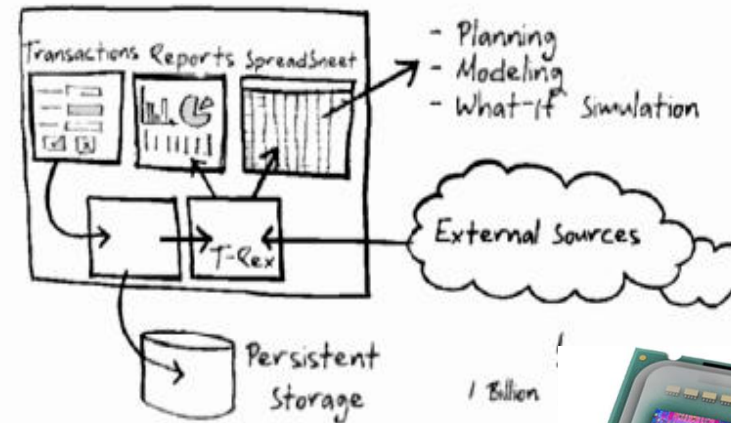 Transactions Reports SpreadSheet
- Planning
- Modeling
- What-If Simulation
T-Rex
External Sources
Persistent
Storage
1 Billion